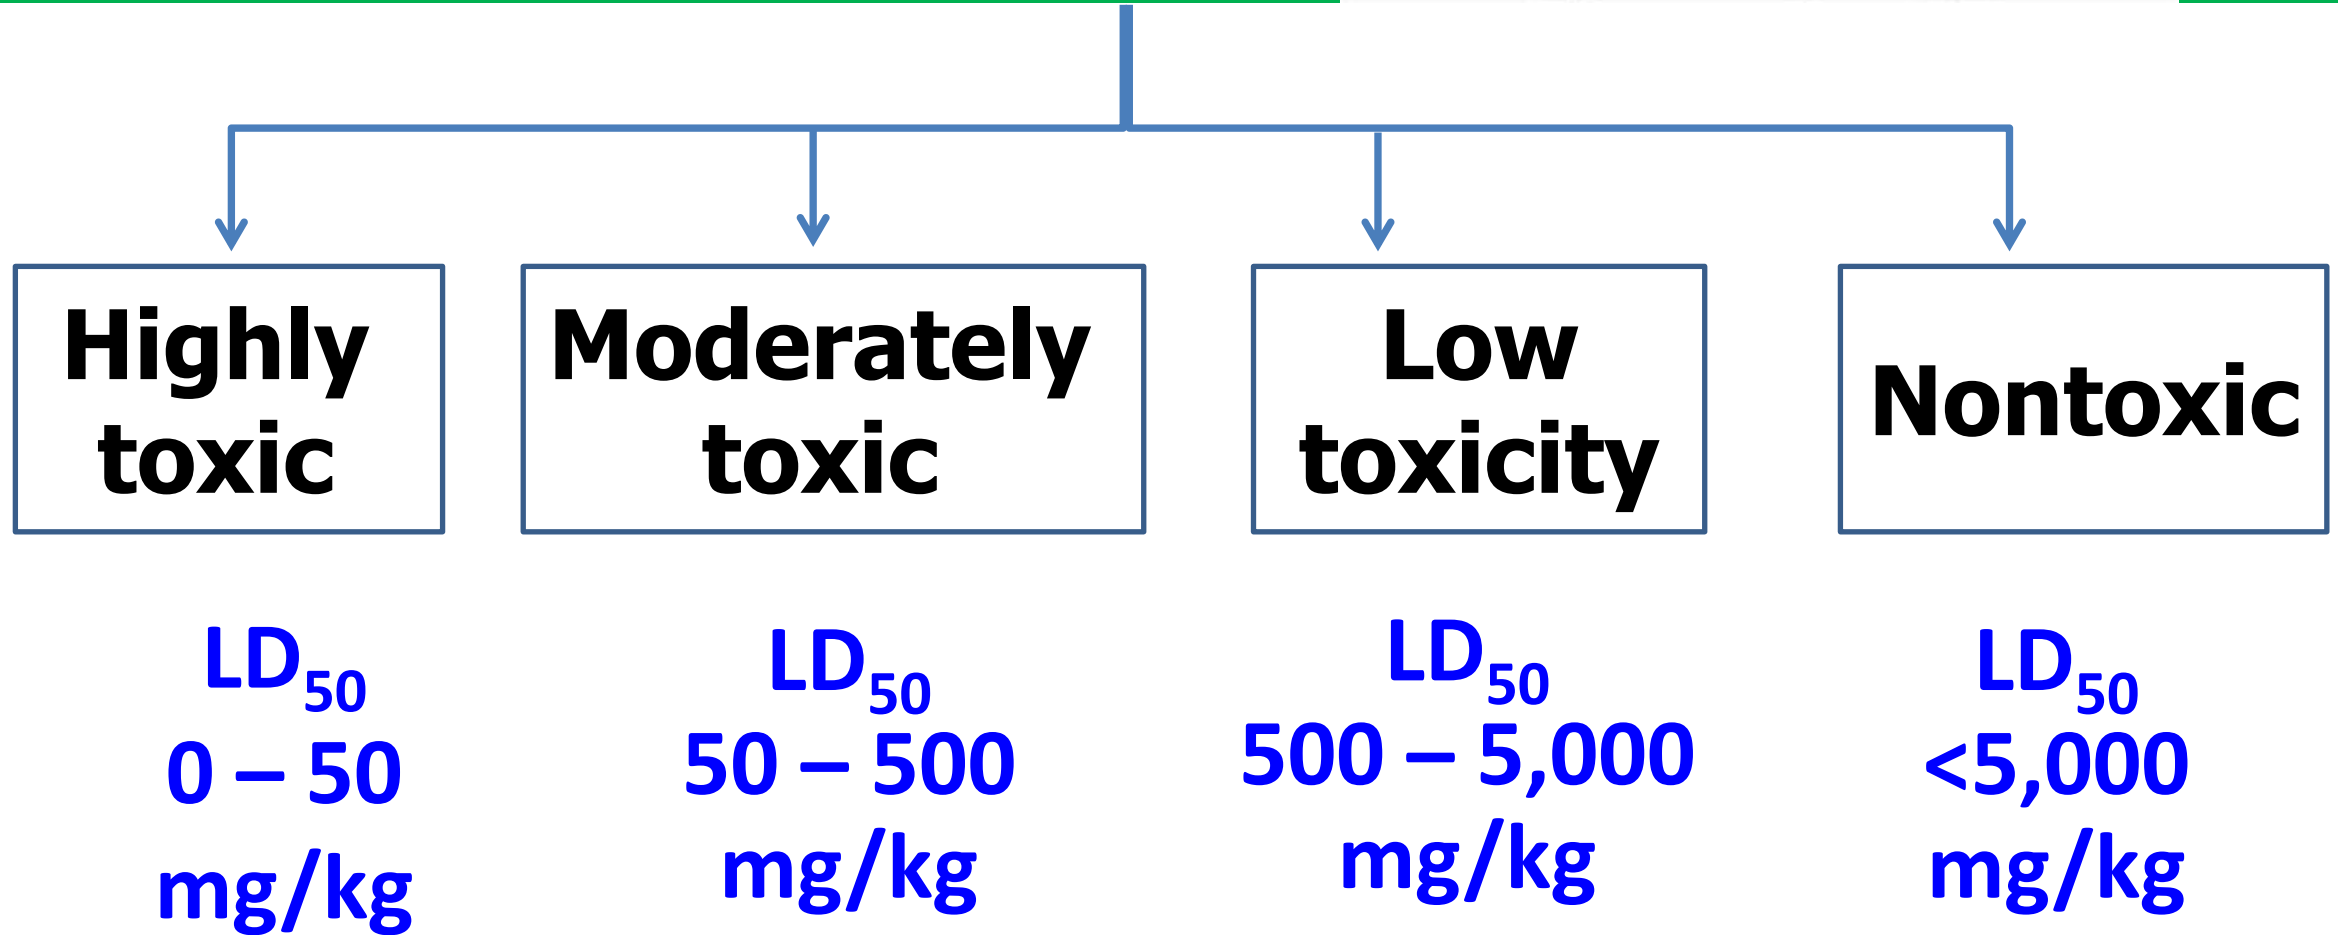 Highly
toxic
Moderately
toxic
Low
toxicity
Nontoxic
LD50
0 – 50
mg/kg
LD50
50 – 500
mg/kg
LD50
500 – 5,000
mg/kg
LD50
<5,000
mg/kg